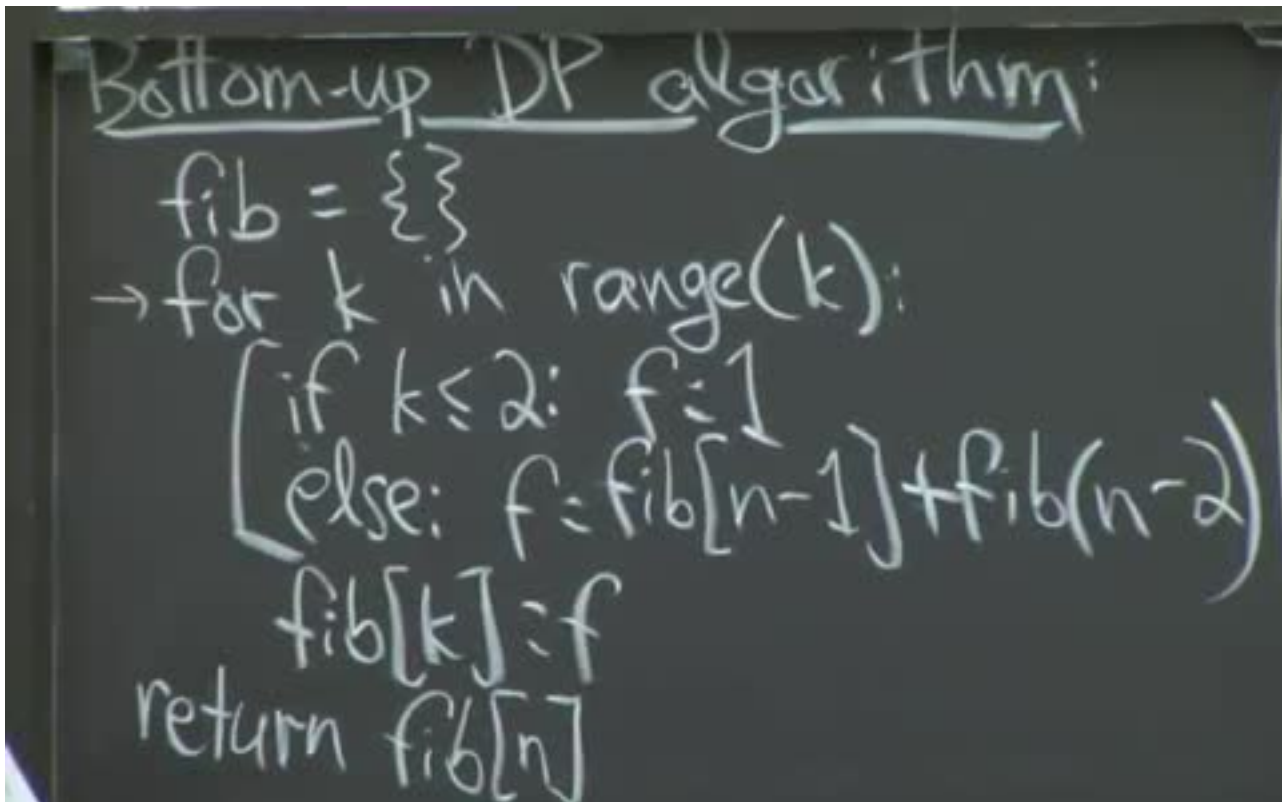 Bottom-up DP algorithm:
fib = {}
→ for k in range(k):
if k ≤ 2: f = 1
else: f = fib[n-1] + fib(n-2)
fib[k] = f
return fib[n]